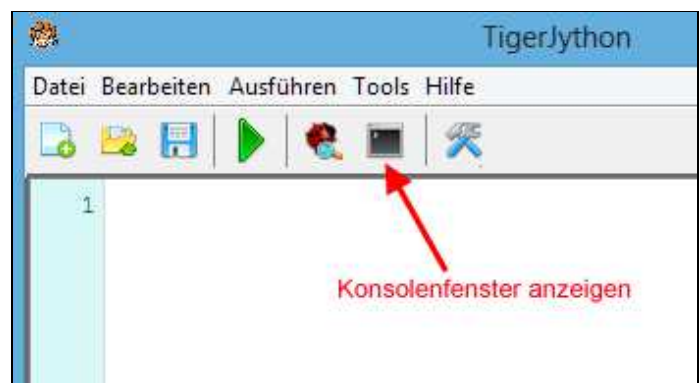 TigerJython
Datei Bearbeiten Ausführen Tools Hilfe
1
Konsolenfenster anzeigen